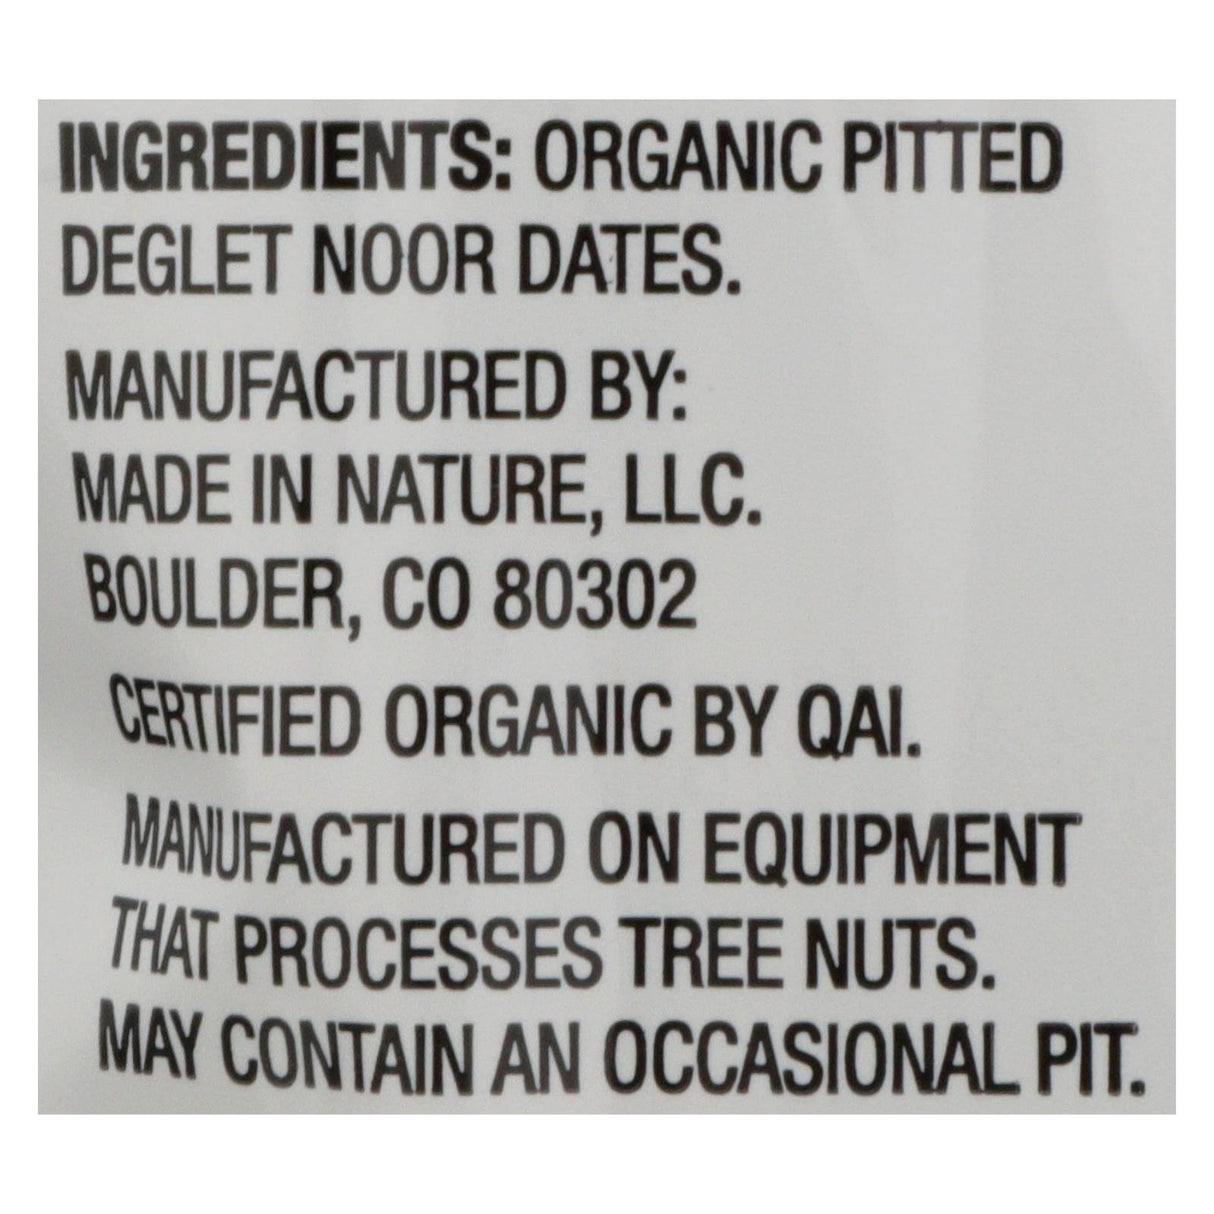 INGREDIENTS: ORGANIC PITTED
DEGLET NOOR DATES.
MANUFACTURED BY:
MADE IN NATURE, LLC.
BOULDER, CO 80302
CERTIFIED ORGANIC BY QAI.
MANUFACTURED ON EQUIPMENT
THAT PROCESSES TREE NUTS.
MAY CONTAIN AN OCCASIONAL PIT.